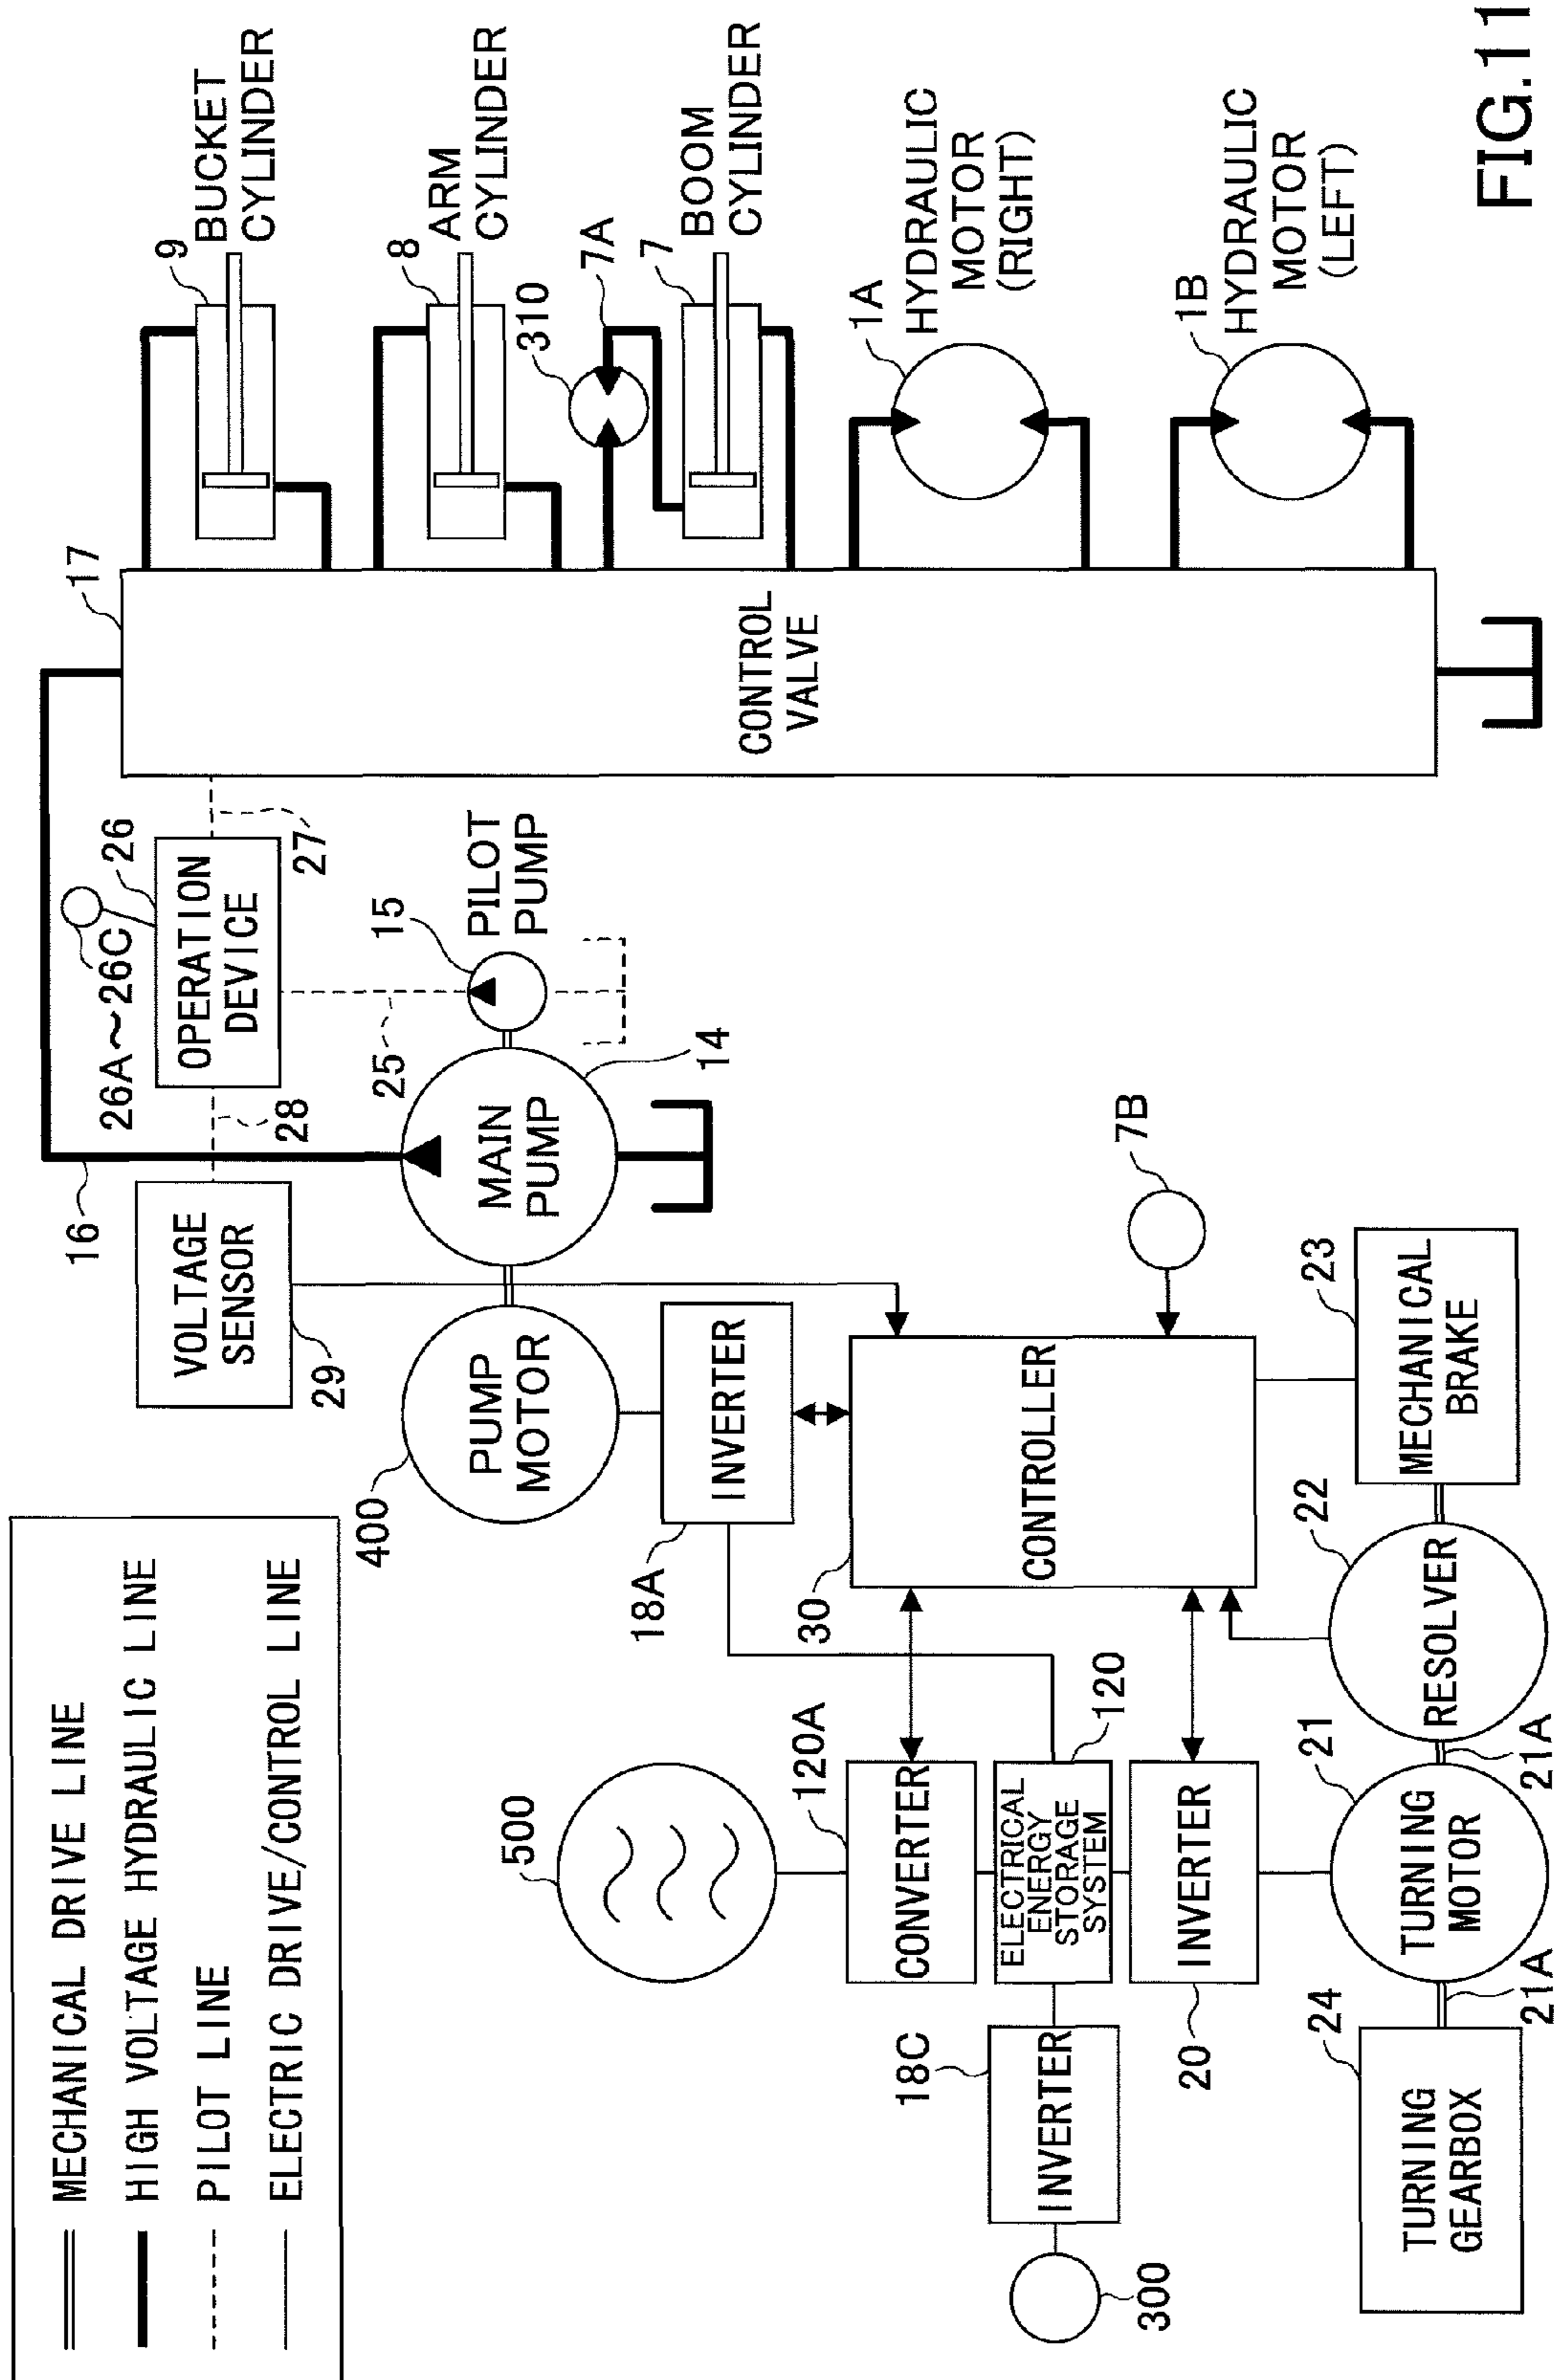 MECHANICAL DRIVE LINE
HIGH VOLTAGE HYDRAULIC LINE
PILOT LINE
ELECTRIC DRIVE/CONTROL LINE
16
26A~26C
26
OPERATION
DEVICE
27
28
VOLTAGE
SENSOR
29
25
15
PILOT
PUMP
MAIN
PUMP
14
PUMP
MOTOR
400
INVERTER
18A
17
CONTROL
VALVE
9
BUCKET
CYLINDER
8
ARM
CYLINDER
310
7A
7
BOOM
CYLINDER
1A
HYDRAULIC
MOTOR
(RIGHT)
1B
HYDRAULIC
MOTOR
(LEFT)
500
120A
CONVERTER
30
CONTROLLER
7B
18C
INVERTER
300
ELECTRICAL
ENERGY
STORAGE
SYSTEM
120
INVERTER
20
24
TURNING
GEARBOX
21A
21
TURNING
MOTOR
21A
22
RESOLVER
23
MECHANICAL
BRAKE
FIG.11